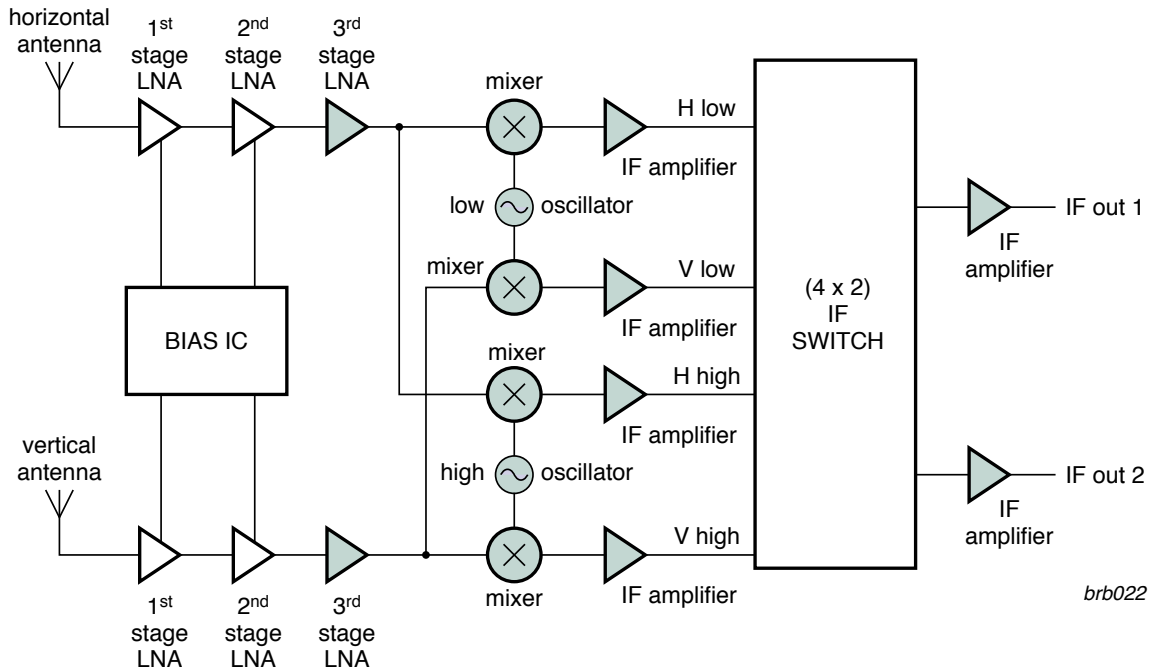 horizontal
antenna
1st
stage
LNA
2nd
stage
LNA
3rd
stage
LNA
mixer
H low
IF amplifier
low
oscillator
mixer
V low
IF amplifier
BIAS IC
mixer
H high
IF amplifier
high
oscillator
vertical
antenna
V high
mixer
IF amplifier
1st
stage
LNA
2nd
stage
LNA
3rd
stage
LNA
(4 x 2)
IF
SWITCH
IF out 1
IF
amplifier
IF out 2
IF
amplifier
brb022